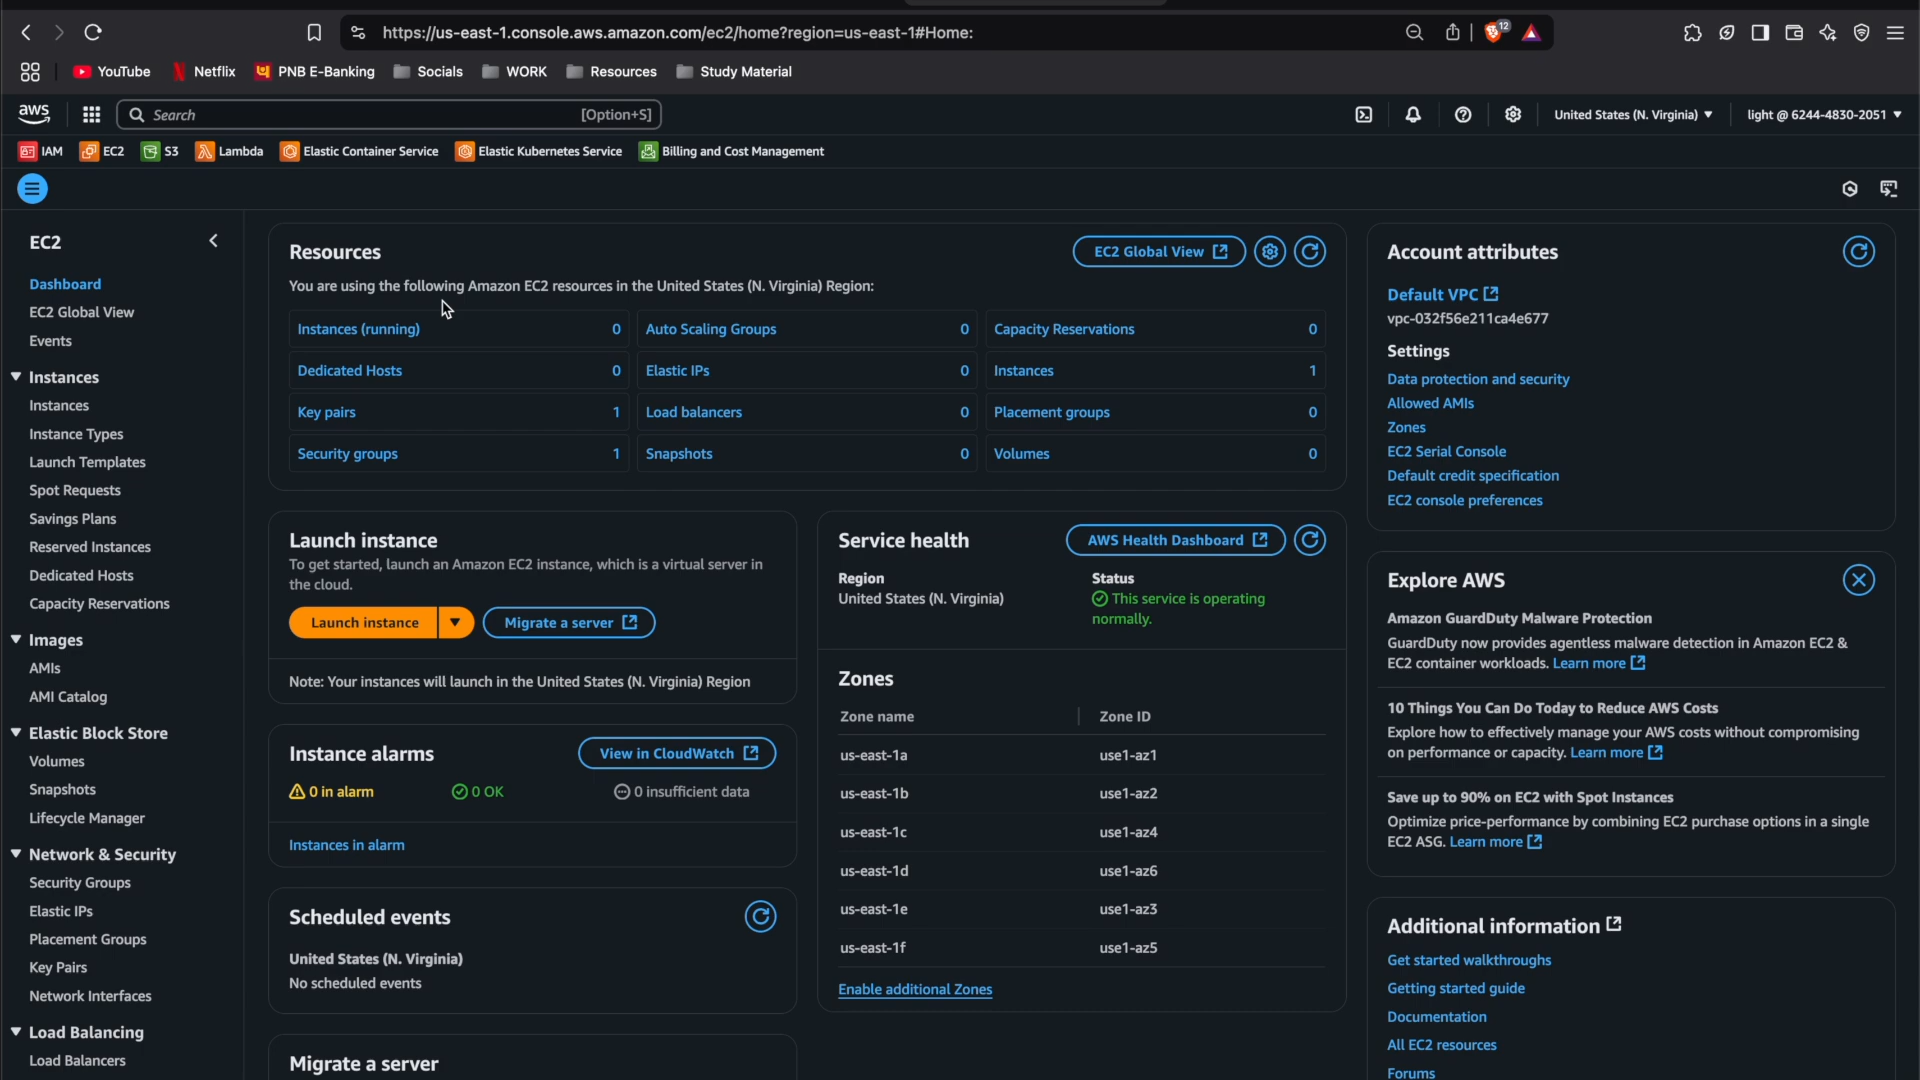 https://us-east-1.console.aws.amazon.com/ec2/home?region=us-east-1#Home:
12
YouTube
Netflix
PNB E-Banking
Socials
WORK
Resources
Study Material
aws
Search
[Option+S]
United States (N. Virginia)
light @ 6244-4830-2051
IAM
EC2
S3
Lambda
Elastic Container Service
Elastic Kubernetes Service
Billing and Cost Management
EC2
Dashboard
EC2 Global View
Events
Instances
Instances
Instance Types
Launch Templates
Spot Requests
Savings Plans
Reserved Instances
Dedicated Hosts
Capacity Reservations
Images
AMIs
AMI Catalog
Elastic Block Store
Volumes
Snapshots
Lifecycle Manager
Network & Security
Security Groups
Elastic IPs
Placement Groups
Key Pairs
Network Interfaces
Load Balancing
Load Balancers
Resources
EC2 Global View
You are using the following Amazon EC2 resources in the United States (N. Virginia) Region:
Instances (running) 0
Auto Scaling Groups 0
Capacity Reservations 0
Dedicated Hosts 0
Elastic IPs 0
Instances 1
Key pairs 1
Load balancers 0
Placement groups 0
Security groups 1
Snapshots 0
Volumes 0
Launch instance
To get started, launch an Amazon EC2 instance, which is a virtual server in
the cloud.
Launch instance
Migrate a server
Note: Your instances will launch in the United States (N. Virginia) Region
Instance alarms
View in CloudWatch
0 in alarm
0 OK
0 insufficient data
Instances in alarm
Scheduled events
United States (N. Virginia)
No scheduled events
Migrate a server
Service health
AWS Health Dashboard
Region
United States (N. Virginia)
Status
This service is operating
normally.
Zones
Zone name Zone ID
us-east-1a use1-az1
us-east-1b use1-az2
us-east-1c use1-az4
us-east-1d use1-az6
us-east-1e use1-az3
us-east-1f use1-az5
Enable additional Zones
Account attributes
Default VPC
vpc-032f56e211ca4e677
Settings
Data protection and security
Allowed AMIs
Zones
EC2 Serial Console
Default credit specification
EC2 console preferences
Explore AWS
Amazon GuardDuty Malware Protection
GuardDuty now provides agentless malware detection in Amazon EC2 &
EC2 container workloads. Learn more
10 Things You Can Do Today to Reduce AWS Costs
Explore how to effectively manage your AWS costs without compromising
on performance or capacity. Learn more
Save up to 90% on EC2 with Spot Instances
Optimize price-performance by combining EC2 purchase options in a single
EC2 ASG. Learn more
Additional information
Get started walkthroughs
Getting started guide
Documentation
All EC2 resources
Forums